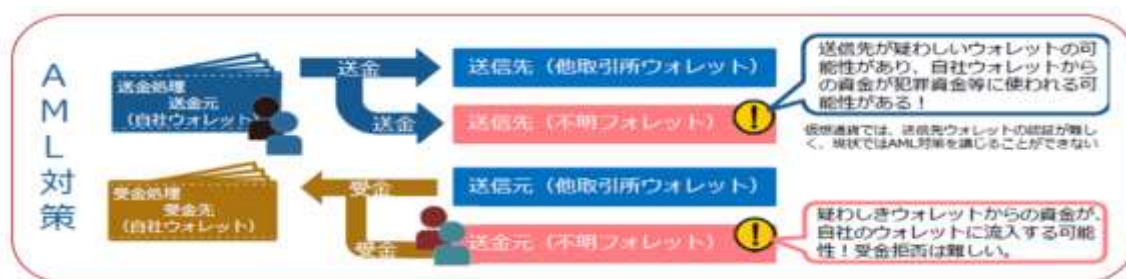 AML対策
送金処理
送金元
(自社ウォレット)
送金
送金
送信先（他取引所ウォレット）
送信先（不明フォレット）
!
送信先が疑わしいウォレットの可
能性があり、自社ウォレットから
の資金が犯罪資金等に使われる可
能性がある！
仮想通貨では、送信先ウォレットの認証が難し
く、現状ではAML対策を講じることができない
受金処理
受金先
（自社ウォレット）
受金
受金
送信元（他取引所ウォレット）
送金元（不明フォレット）
!
疑わしきウォレットからの資金が、
自社のウォレットに流入する可能
性！受金拒否は難しい。